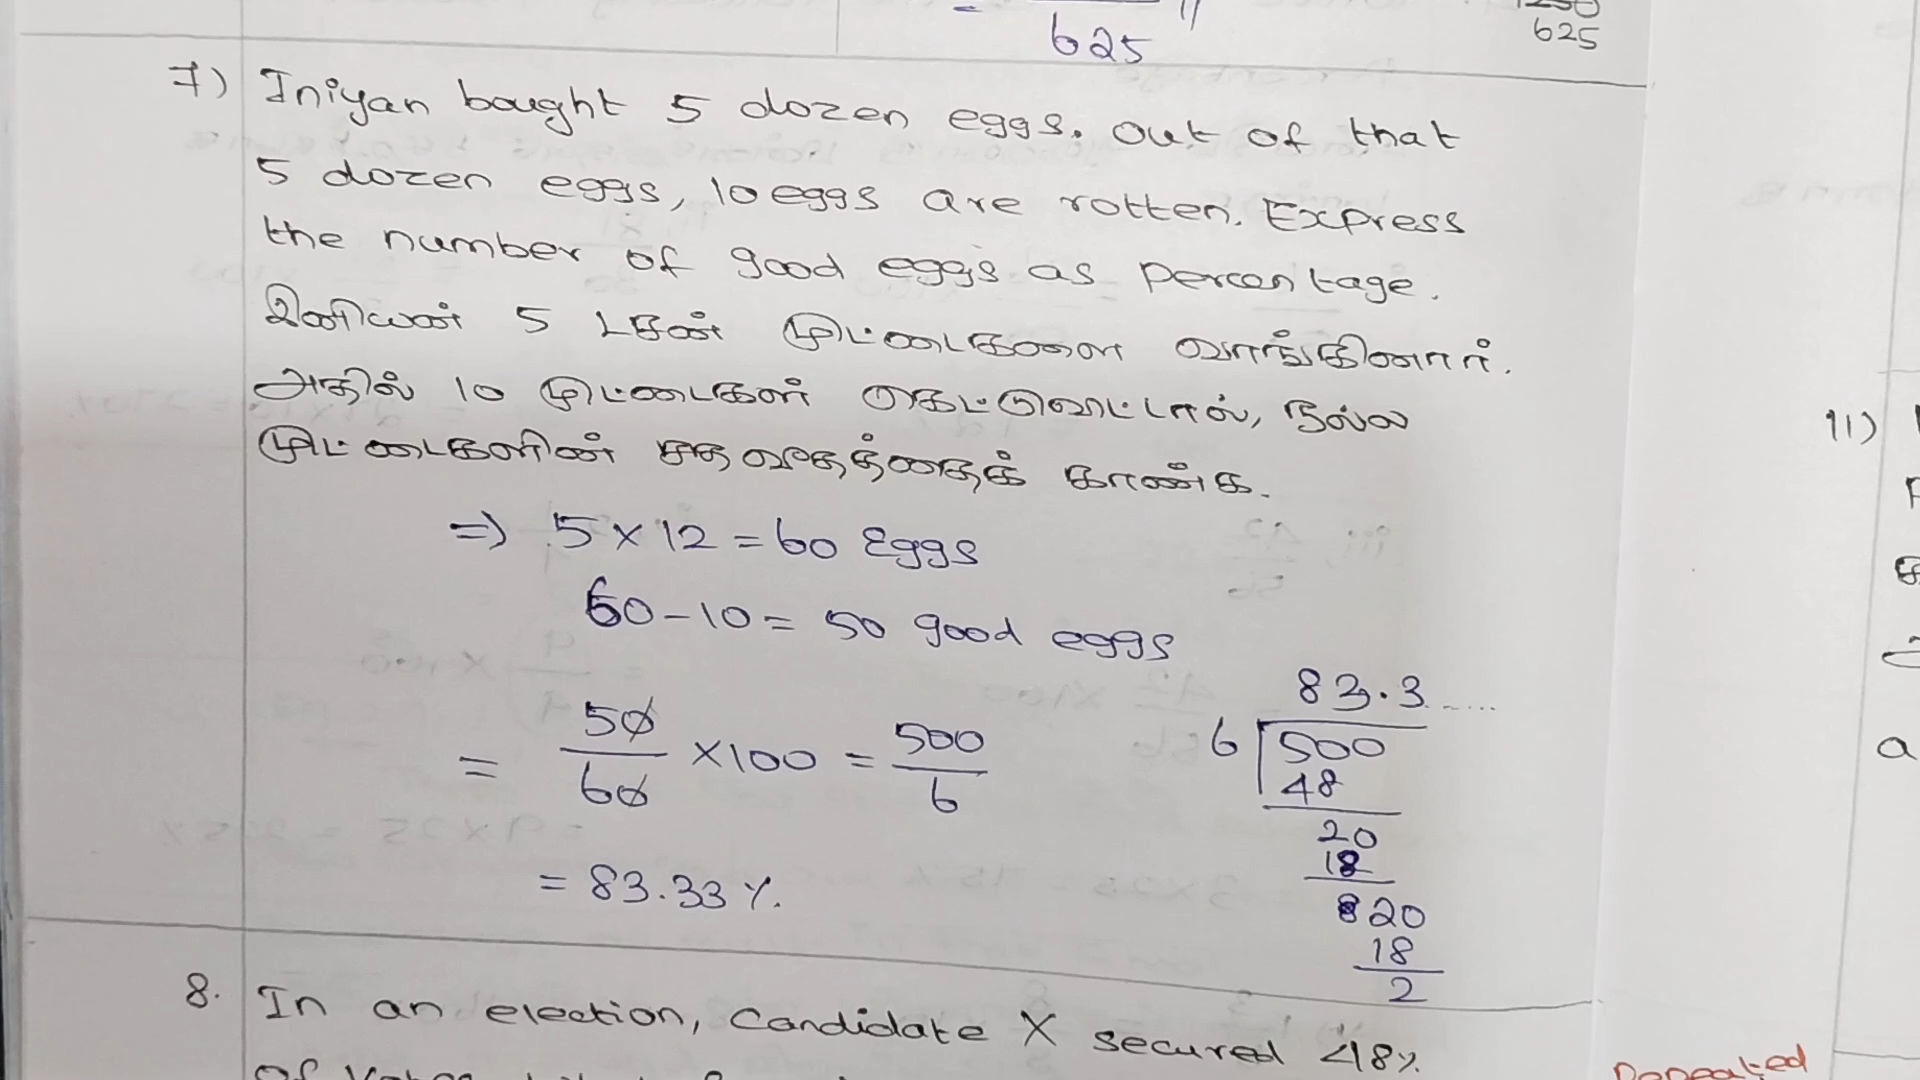 =
625
11
1250
625
7) Iniyan bought 5 dozen eggs. out of that
5 dozen eggs, 10 eggs are rotten. Express
the number of good eggs as percentage.
இனியன் 5 டசன் முட்டைகளை வாங்கினார்.
அதில் 10 முட்டைகள் கெட்டுவிட்டால், நல்ல
முட்டைகளின் சதவீதத்தைக் காண்க.
=) 5 × 12 = 60 Eggs
60 - 10 = 50 good eggs
= 50/60 × 100 = 500/6
= 83.33 %.
83.3.....
6 500
48
20
18
20
18
2
8. In an election, Candidate X secured 48%
Repeated
11)
a